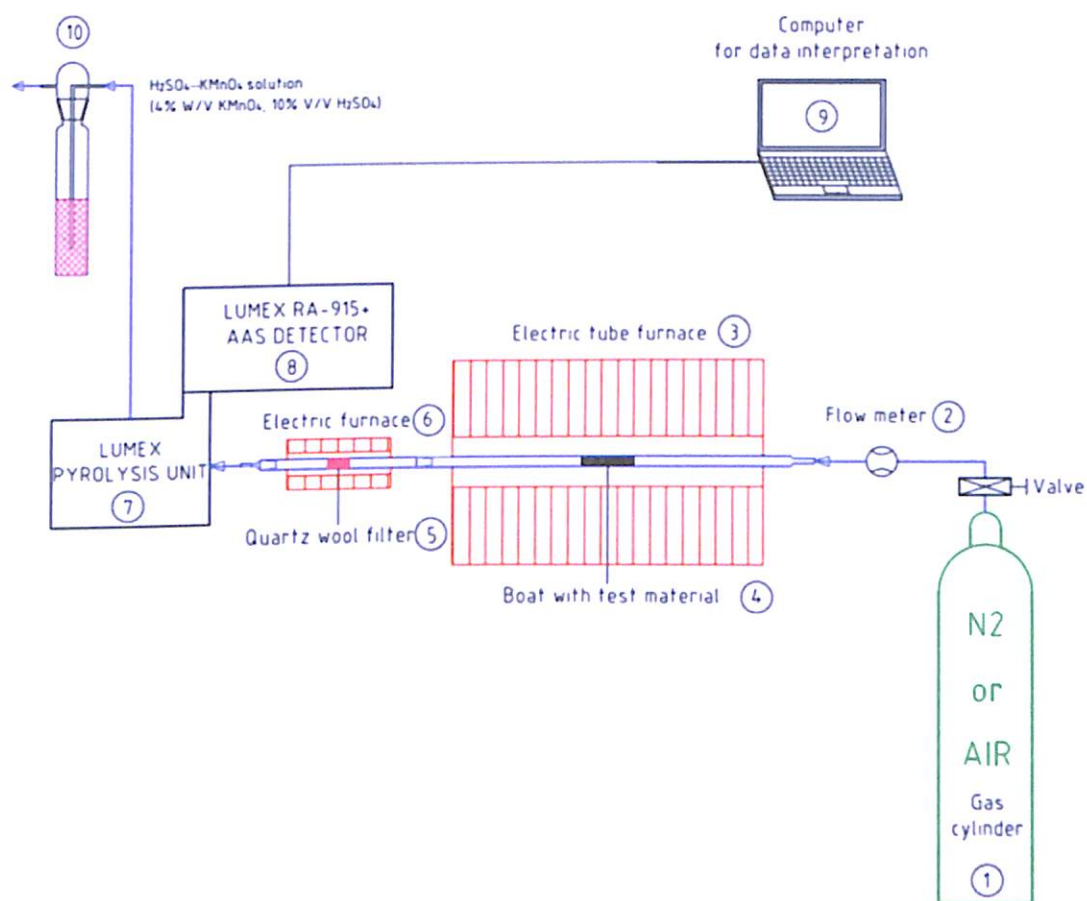 10
H₂SO₄-KMnO₄ solution
(4% W/V KMnO₄, 10% V/V H₂SO₄)
Computer
for data interpretation
9
LUMEX RA-915+
AAS DETECTOR
8
Electric tube furnace 3
Electric furnace 6
Flow meter 2
LUMEX
PYROLYSIS UNIT
7
Valve
Quartz wool filter 5
Boat with test material 4
N2
or
AIR
Gas
cylinder
1